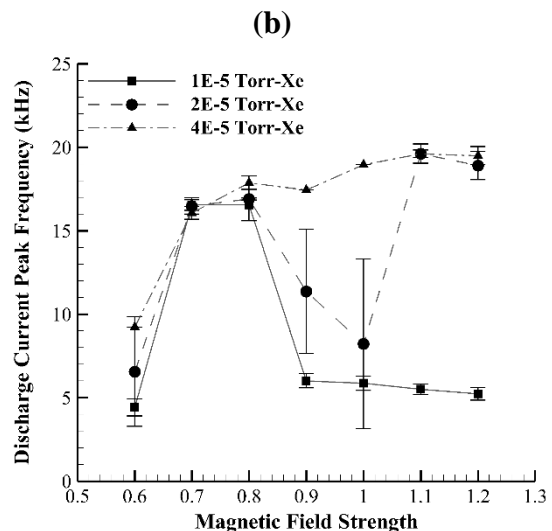 (b)
Discharge Current Peak Frequency (kHz)
25
20
15
10
5
0
1E-5 Torr-Xe
2E-5 Torr-Xe
4E-5 Torr-Xe
0.5 0.6 0.7 0.8 0.9 1 1.1 1.2 1.3
Magnetic Field Strength